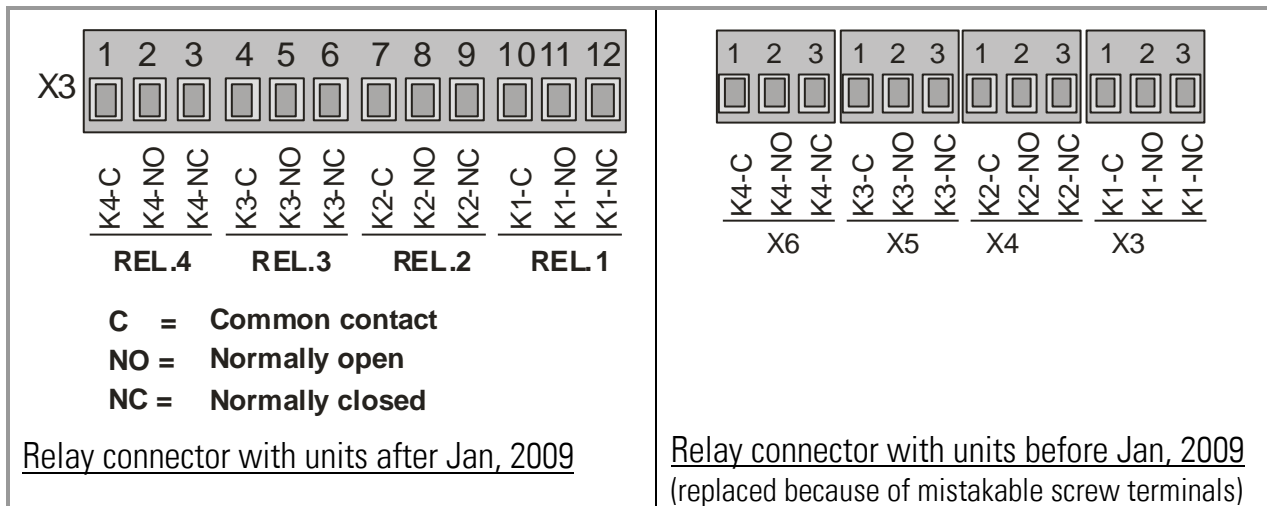 1 2 3 4 5 6 7 8 9 10 11 12
X3
K4-C K4-NO K4-NC K3-C K3-NO K3-NC K2-C K2-NO K2-NC K1-C K1-NO K1-NC
REL.4 REL.3 REL.2 REL.1
C = Common contact
NO = Normally open
NC = Normally closed
Relay connector with units after Jan, 2009
1 2 3 1 2 3 1 2 3 1 2 3
K4-C K4-NO K4-NC K3-C K3-NO K3-NC K2-C K2-NO K2-NC K1-C K1-NO K1-NC
X6 X5 X4 X3
Relay connector with units before Jan, 2009
(replaced because of mistakable screw terminals)